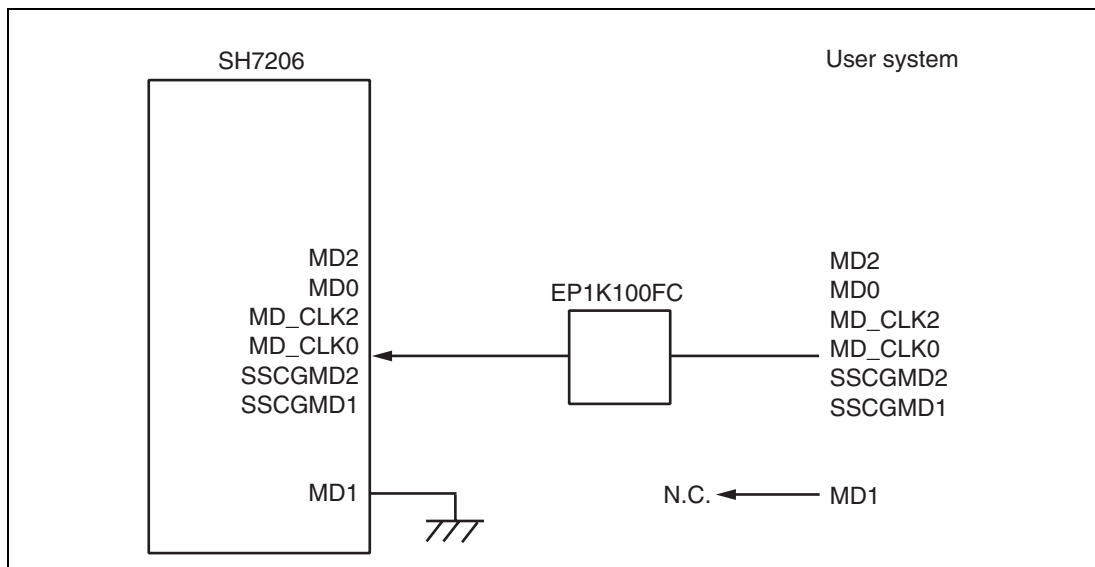 SH7206
User system
MD2
MD0
MD_CLK2
MD_CLK0
SSCGMD2
SSCGMD1
MD1
EP1K100FC
MD2
MD0
MD_CLK2
MD_CLK0
SSCGMD2
SSCGMD1
N.C.
MD1